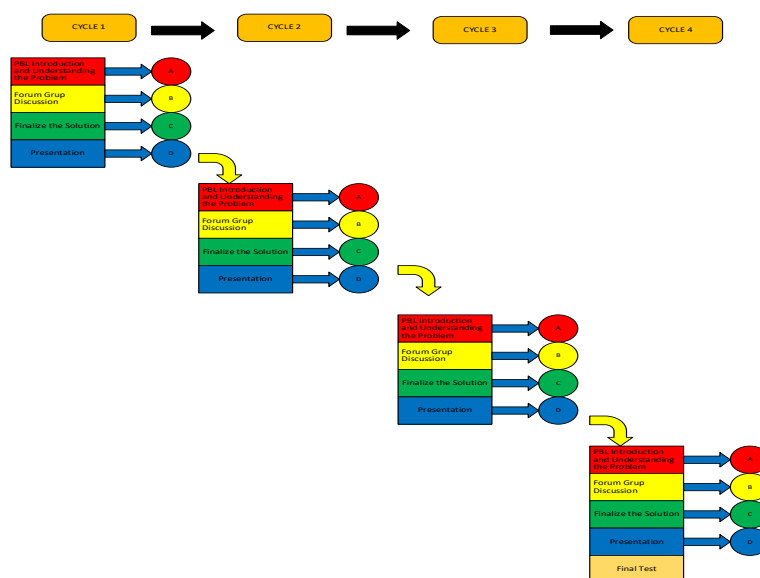 CYCLE 1
CYCLE 2
CYCLE 3
CYCLE 4
PBL Introduction
and Understanding
the Problem
A
Forum Grup
Discussion
B
Finalize the Solution
C
Presentation
D
PBL Introduction
and Understanding
the Problem
A
Forum Grup
Discussion
B
Finalize the Solution
C
Presentation
D
PBL Introduction
and Understanding
the Problem
A
Forum Grup
Discussion
B
Finalize the Solution
C
Presentation
D
PBL Introduction
and Understanding
the Problem
A
Forum Grup
Discussion
B
Finalize the Solution
C
Presentation
D
Final Test